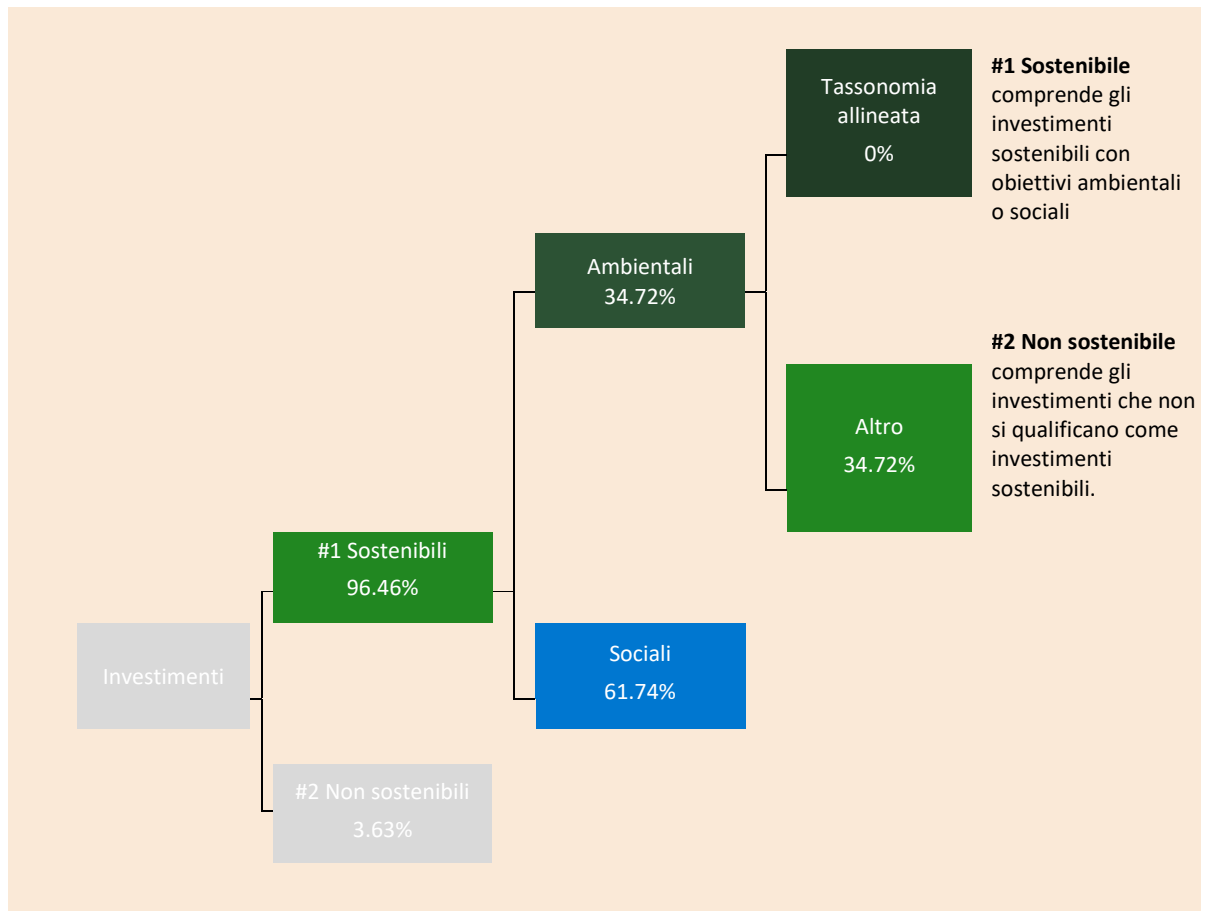 Tassonomia
allineata
0%
#1 Sostenibile
comprende gli
investimenti
sostenibili con
obiettivi ambientali
o sociali
Ambientali
34.72%
#2 Non sostenibile
comprende gli
investimenti che non
si qualificano come
investimenti
sostenibili.
Altro
34.72%
#1 Sostenibili
96.46%
Investimenti
Sociali
61.74%
#2 Non sostenibili
3.63%